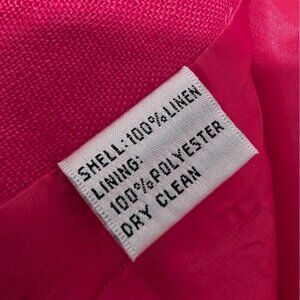 SHELL:100%LINEN
LINING:
100%POLYESTER
DRY CLEAN